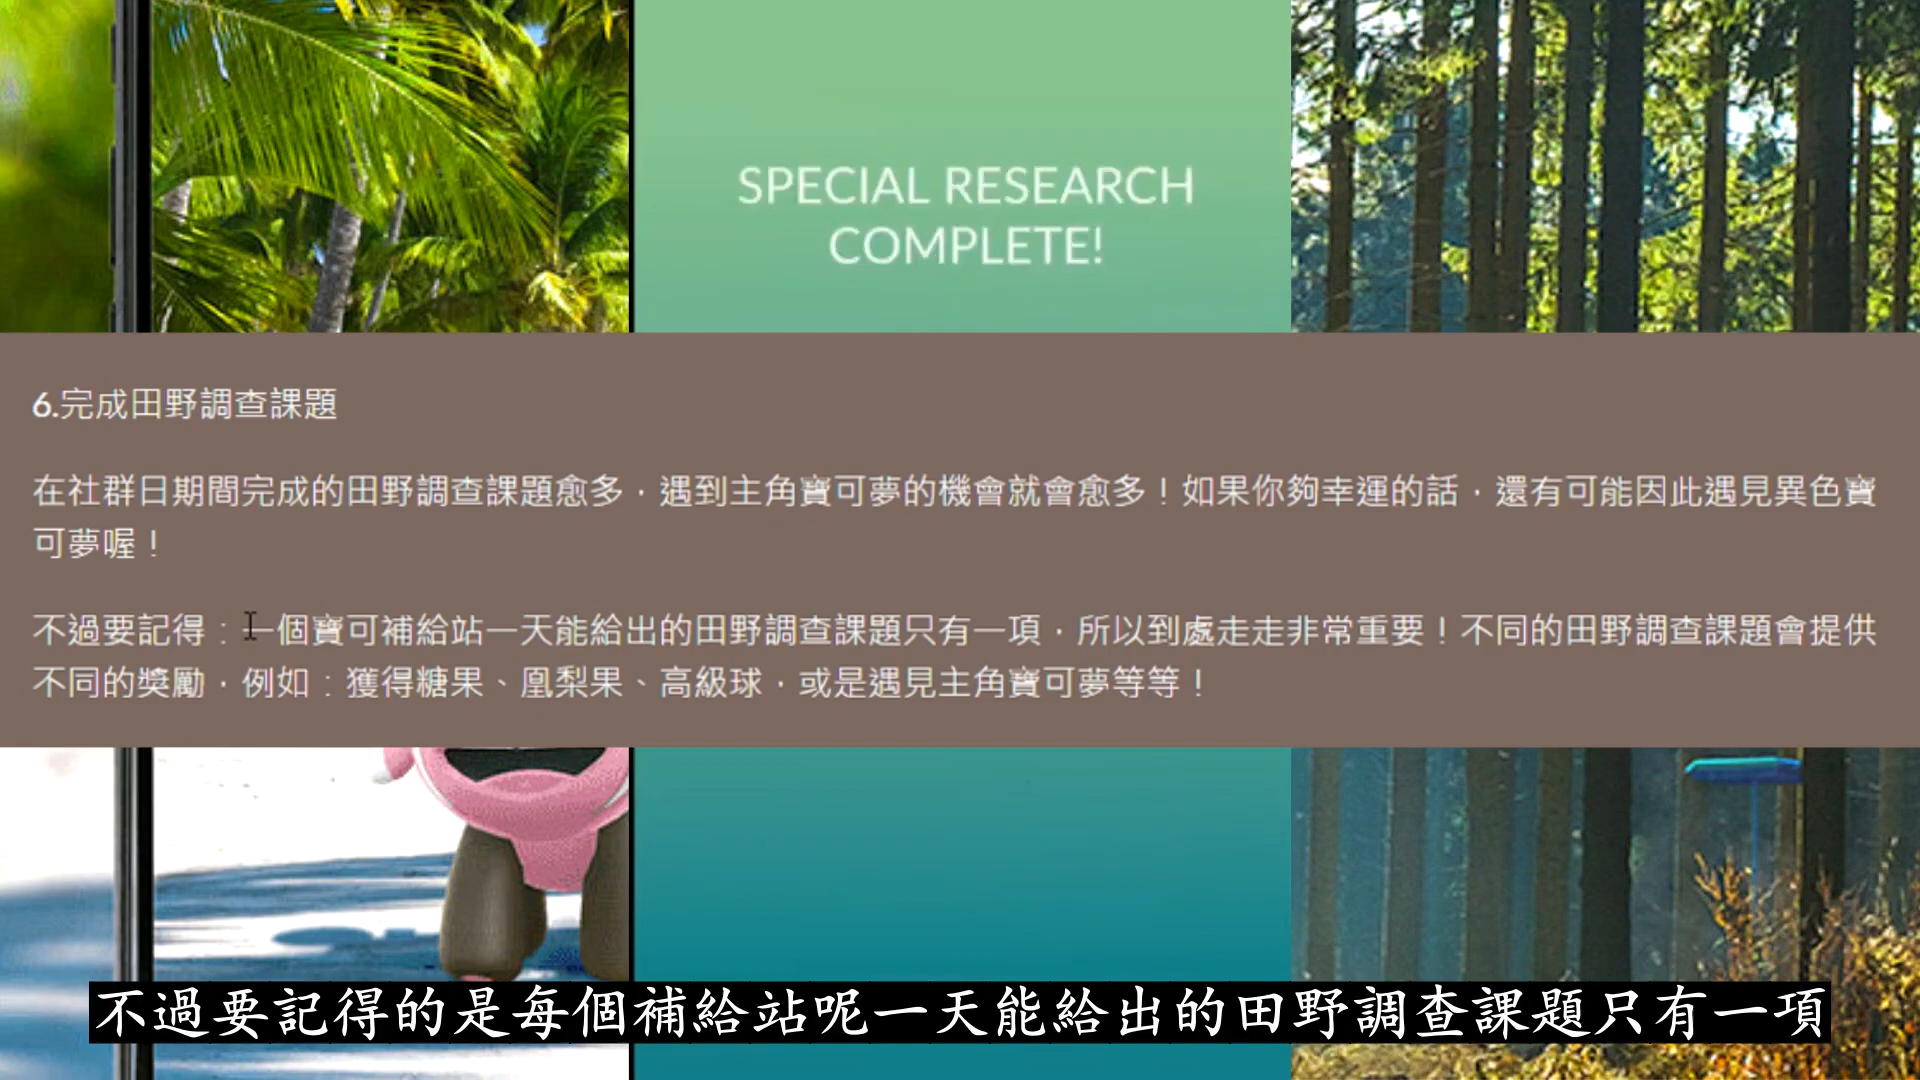 SPECIAL RESEARCH
COMPLETE!
6.完成田野調查課題
在社群日期間完成的田野調查課題愈多，遇到主角寶可夢的機會就會愈多！如果你夠幸運的話，還有可能因此遇見異色寶
可夢喔！
不過要記得：一個寶可補給站一天能給出的田野調查課題只有一項，所以到處走走非常重要！不同的田野調查課題會提供
不同的獎勵，例如：獲得糖果、凰梨果、高級球，或是遇見主角寶可夢等等！
不過要記得的是每個補給站呢一天能給出的田野調查課題只有一項